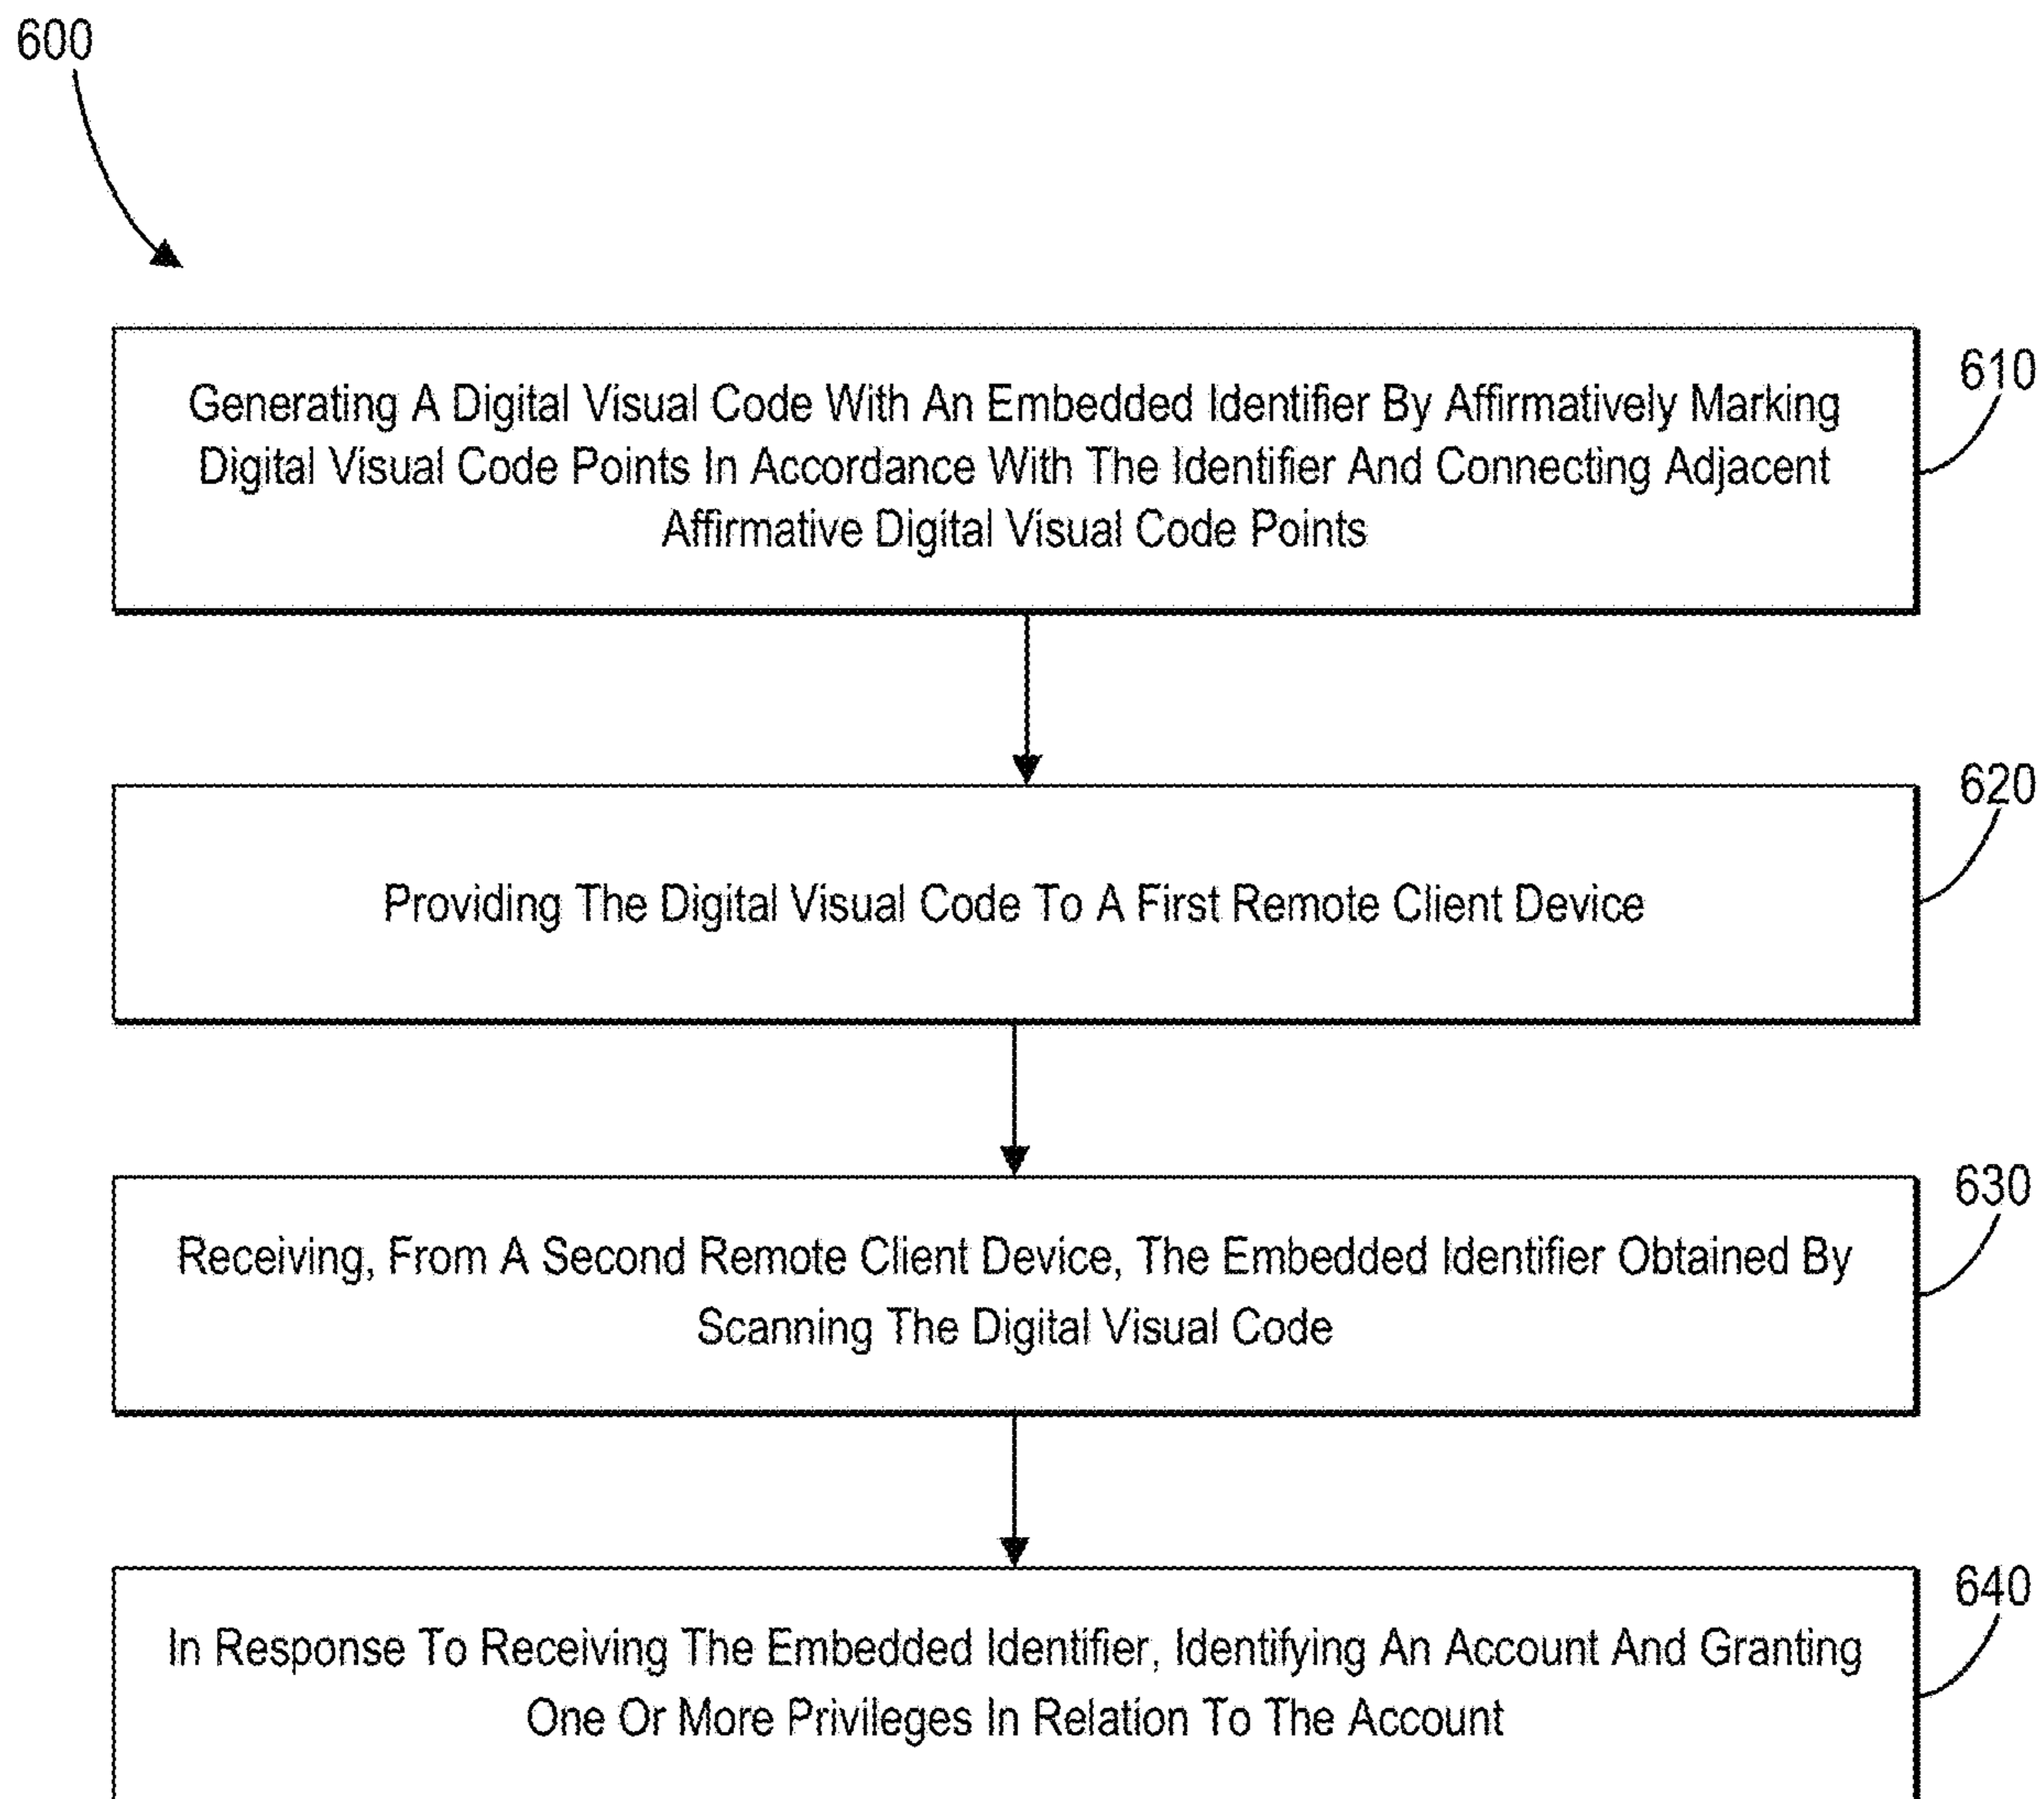 600
610
Generating A Digital Visual Code With An Embedded Identifier By Affirmatively Marking
Digital Visual Code Points In Accordance With The Identifier And Connecting Adjacent
Affirmative Digital Visual Code Points
620
Providing The Digital Visual Code To A First Remote Client Device
630
Receiving, From A Second Remote Client Device, The Embedded Identifier Obtained By
Scanning The Digital Visual Code
640
In Response To Receiving The Embedded Identifier, Identifying An Account And Granting
One Or More Privileges In Relation To The Account